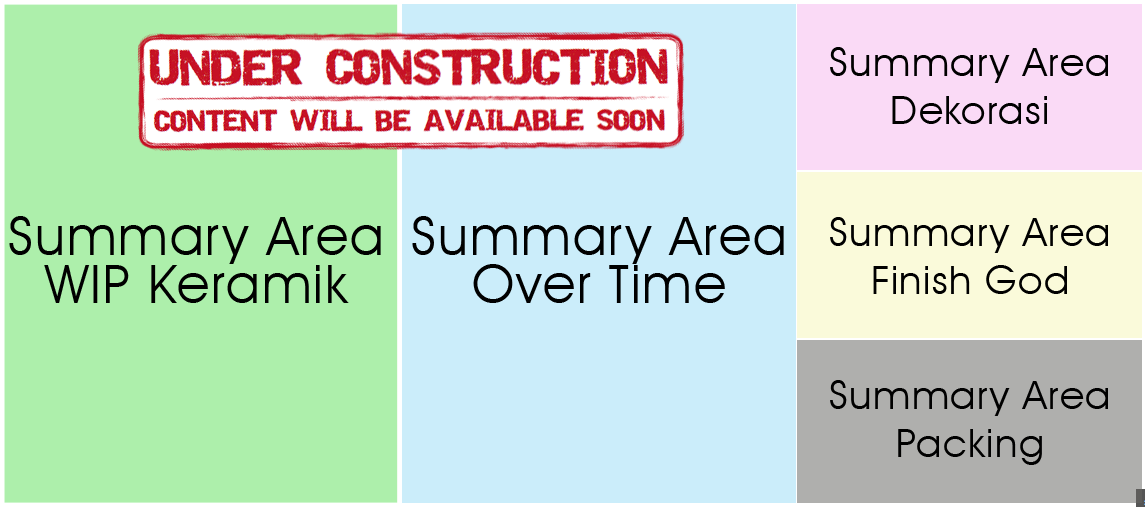 UNDER CONSTRUCTION
CONTENT WILL BE AVAILABLE SOON
Summary Area
WIP Keramik
Summary Area
Over Time
Summary Area
Dekorasi
Summary Area
Finish God
Summary Area
Packing